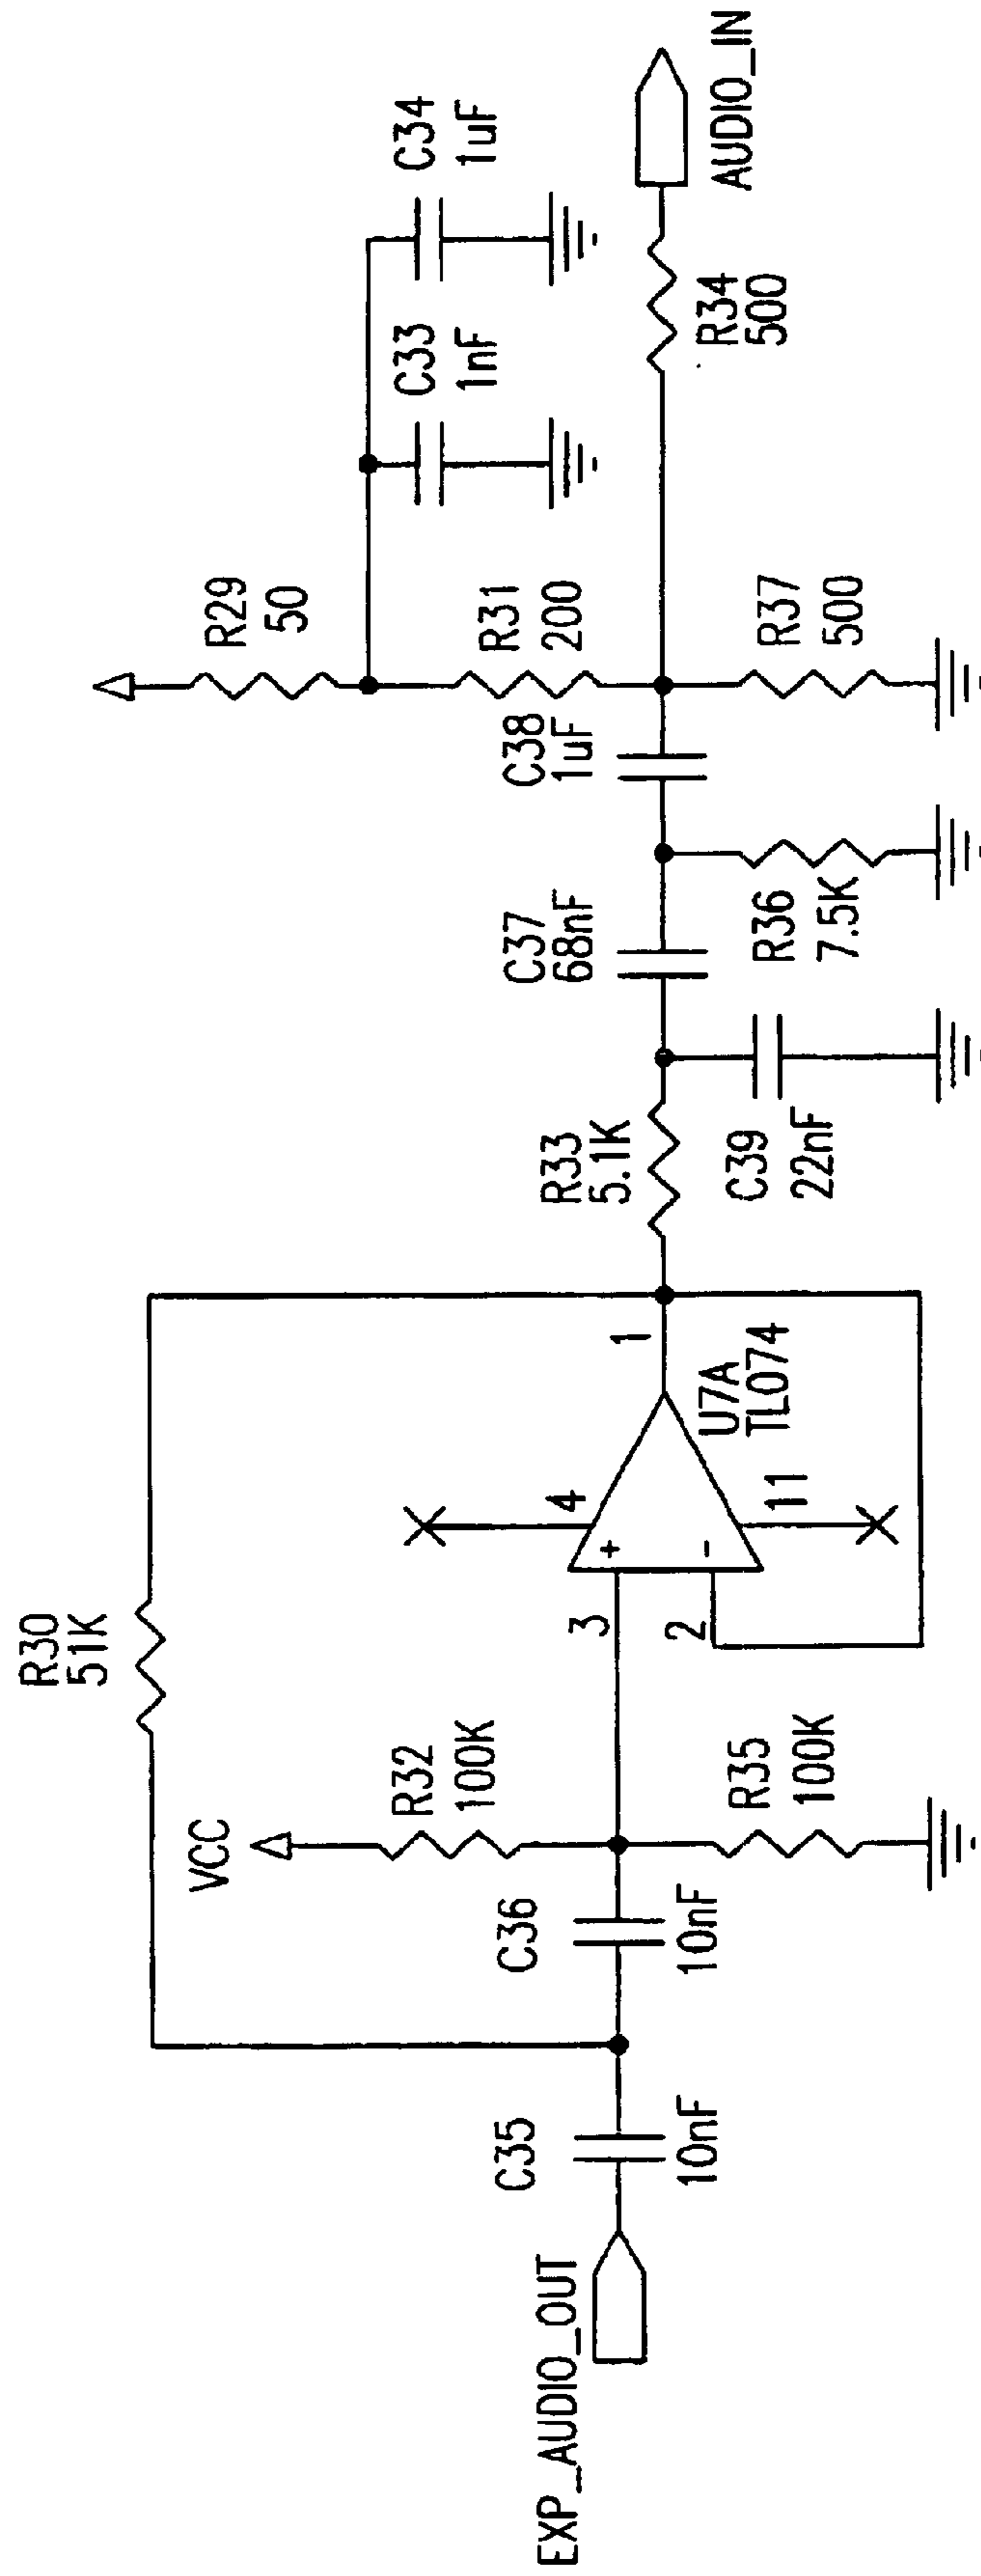 EXP_AUDIO_OUT
C35
10nF
C36
10nF
VCC
R32
100K
R35
100K
R30
51K
3
2
+
-
4
11
1
U7A
TL074
R33
5.1K
C39
22nF
C37
68nF
R36
7.5K
C38
1uF
R29
50
R31
200
R37
500
C33
1nF
C34
1uF
R34
500
AUDIO_IN